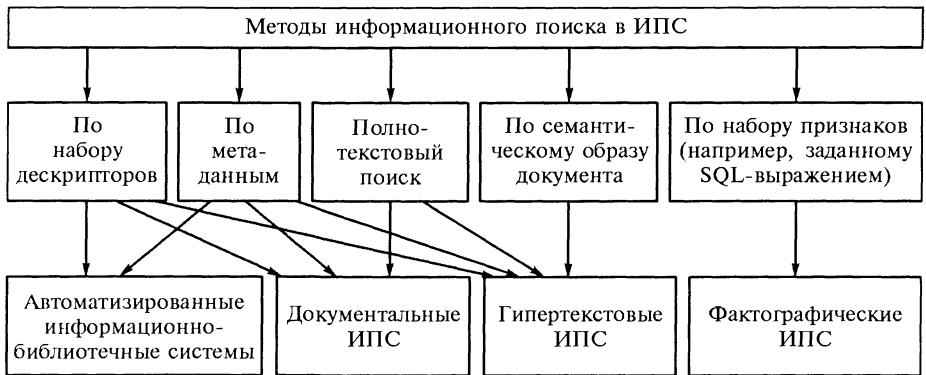 Методы информационного поиска в ИПС
По
набору
дескрипторов
По
мета-
данным
Полно-
текстовый
поиск
По семанти-
ческому образу
документа
По набору признаков
(например, заданному
SQL-выражением)
Автоматизированные
информационно-
библиотечные системы
Документальные
ИПС
Гипертекстовые
ИПС
Фактографические
ИПС